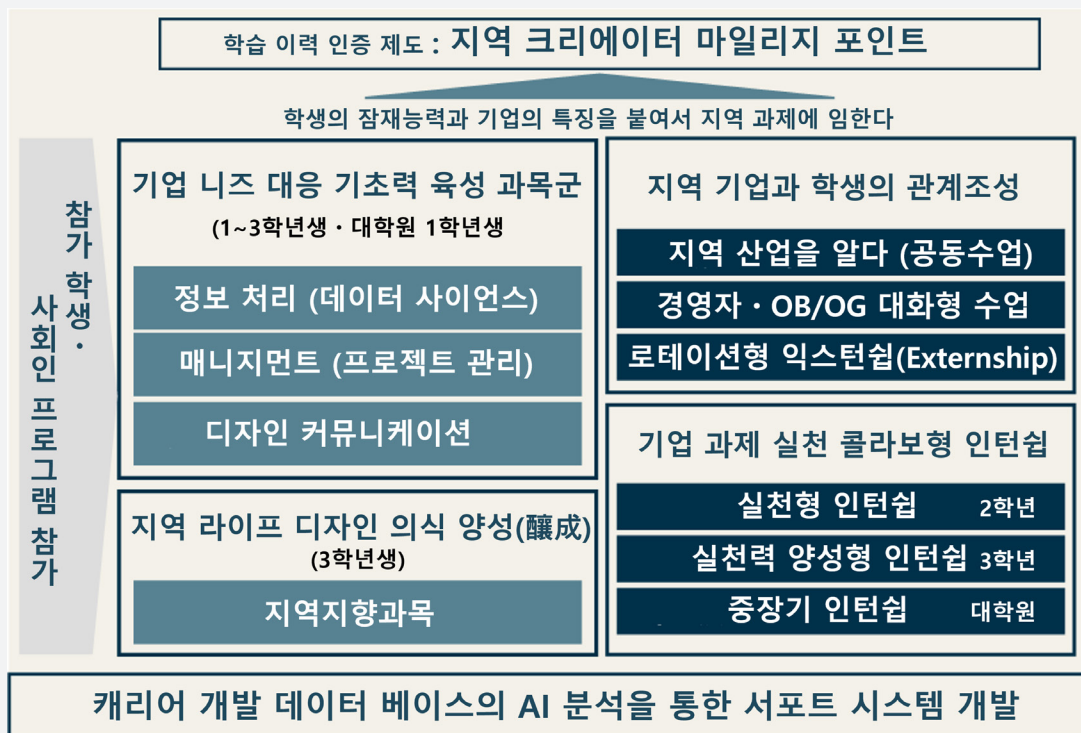 학습 이력 인증 제도 : 지역 크리에이터 마일리지 포인트
학생의 잠재능력과 기업의 특징을 붙여서 지역 과제에 임한다
참가 학생·
사회인 프로그램 참가
기업 니즈 대응 기초력 육성 과목군
(1~3학년생 · 대학원 1학년생
정보 처리 (데이터 사이언스)
매니지먼트 (프로젝트 관리)
디자인 커뮤니케이션
지역 라이프 디자인 의식 양성(釀成)
(3학년생)
지역지향과목
지역 기업과 학생의 관계조성
지역 산업을 알다 (공동수업)
경영자 · OB/OG 대화형 수업
로테이션형 익스턴쉽(Externship)
기업 과제 실천 콜라보형 인턴쉽
실천형 인턴쉽 2학년
실천력 양성형 인턴쉽 3학년
중장기 인턴쉽 대학원
캐리어 개발 데이터 베이스의 AI 분석을 통한 서포트 시스템 개발